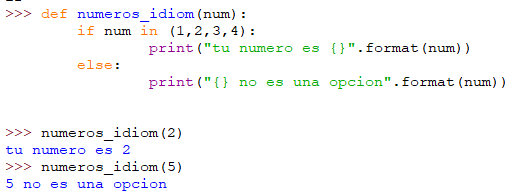 >>> def numeros_idiom(num):
        if num in (1,2,3,4):
                print("tu numero es {}".format(num))
        else:
                print("{} no es una opcion".format(num))
>>> numeros_idiom(2)
tu numero es 2
>>> numeros_idiom(5)
5 no es una opcion